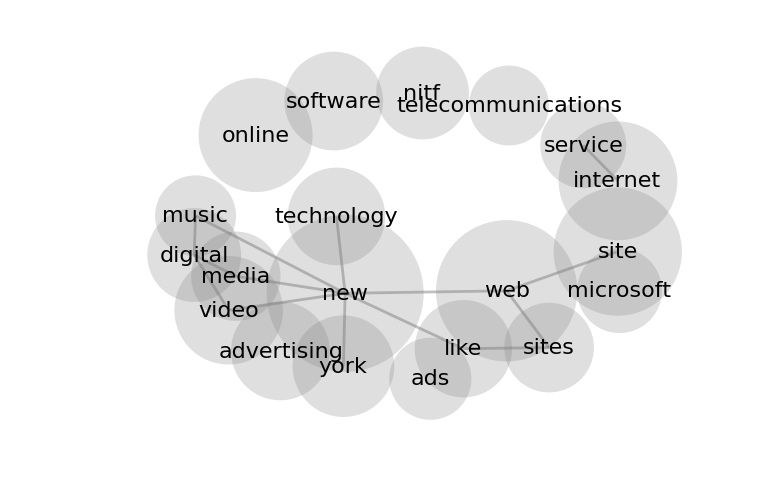 nitf
software
telecommunications
online
service
internet
music
technology
digital
site
media
new
web
microsoft
video
advertising
like
sites
york
ads